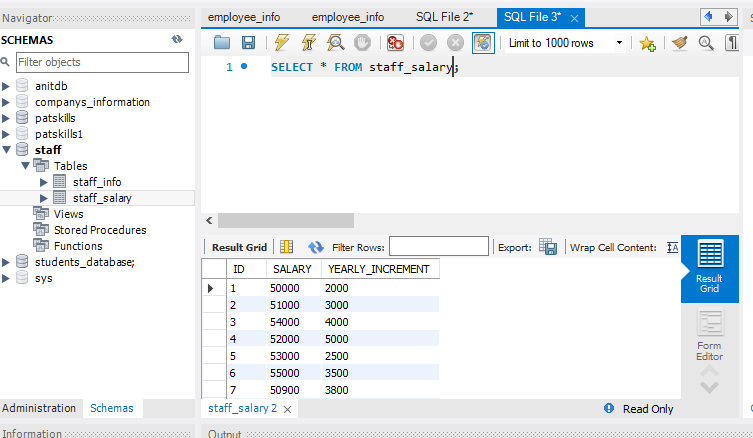 Navigator
SCHEMAS
Filter objects
anitdb
companys_information
patskills
patskills1
staff
Tables
staff_info
staff_salary
Views
Stored Procedures
Functions
students_database;
sys
Administration Schemas
Information
employee_info employee_info SQL File 2* SQL File 3*
Limit to 1000 rows
1 SELECT * FROM staff_salary;
Result Grid Filter Rows: Export: Wrap Cell Content:
ID SALARY YEARLY_INCREMENT
1 50000 2000
2 51000 3000
3 54000 4000
4 52000 5000
5 53000 2500
6 55000 3500
7 50900 3800
Result
Grid
Form
Editor
staff_salary 2 Read Only
Output